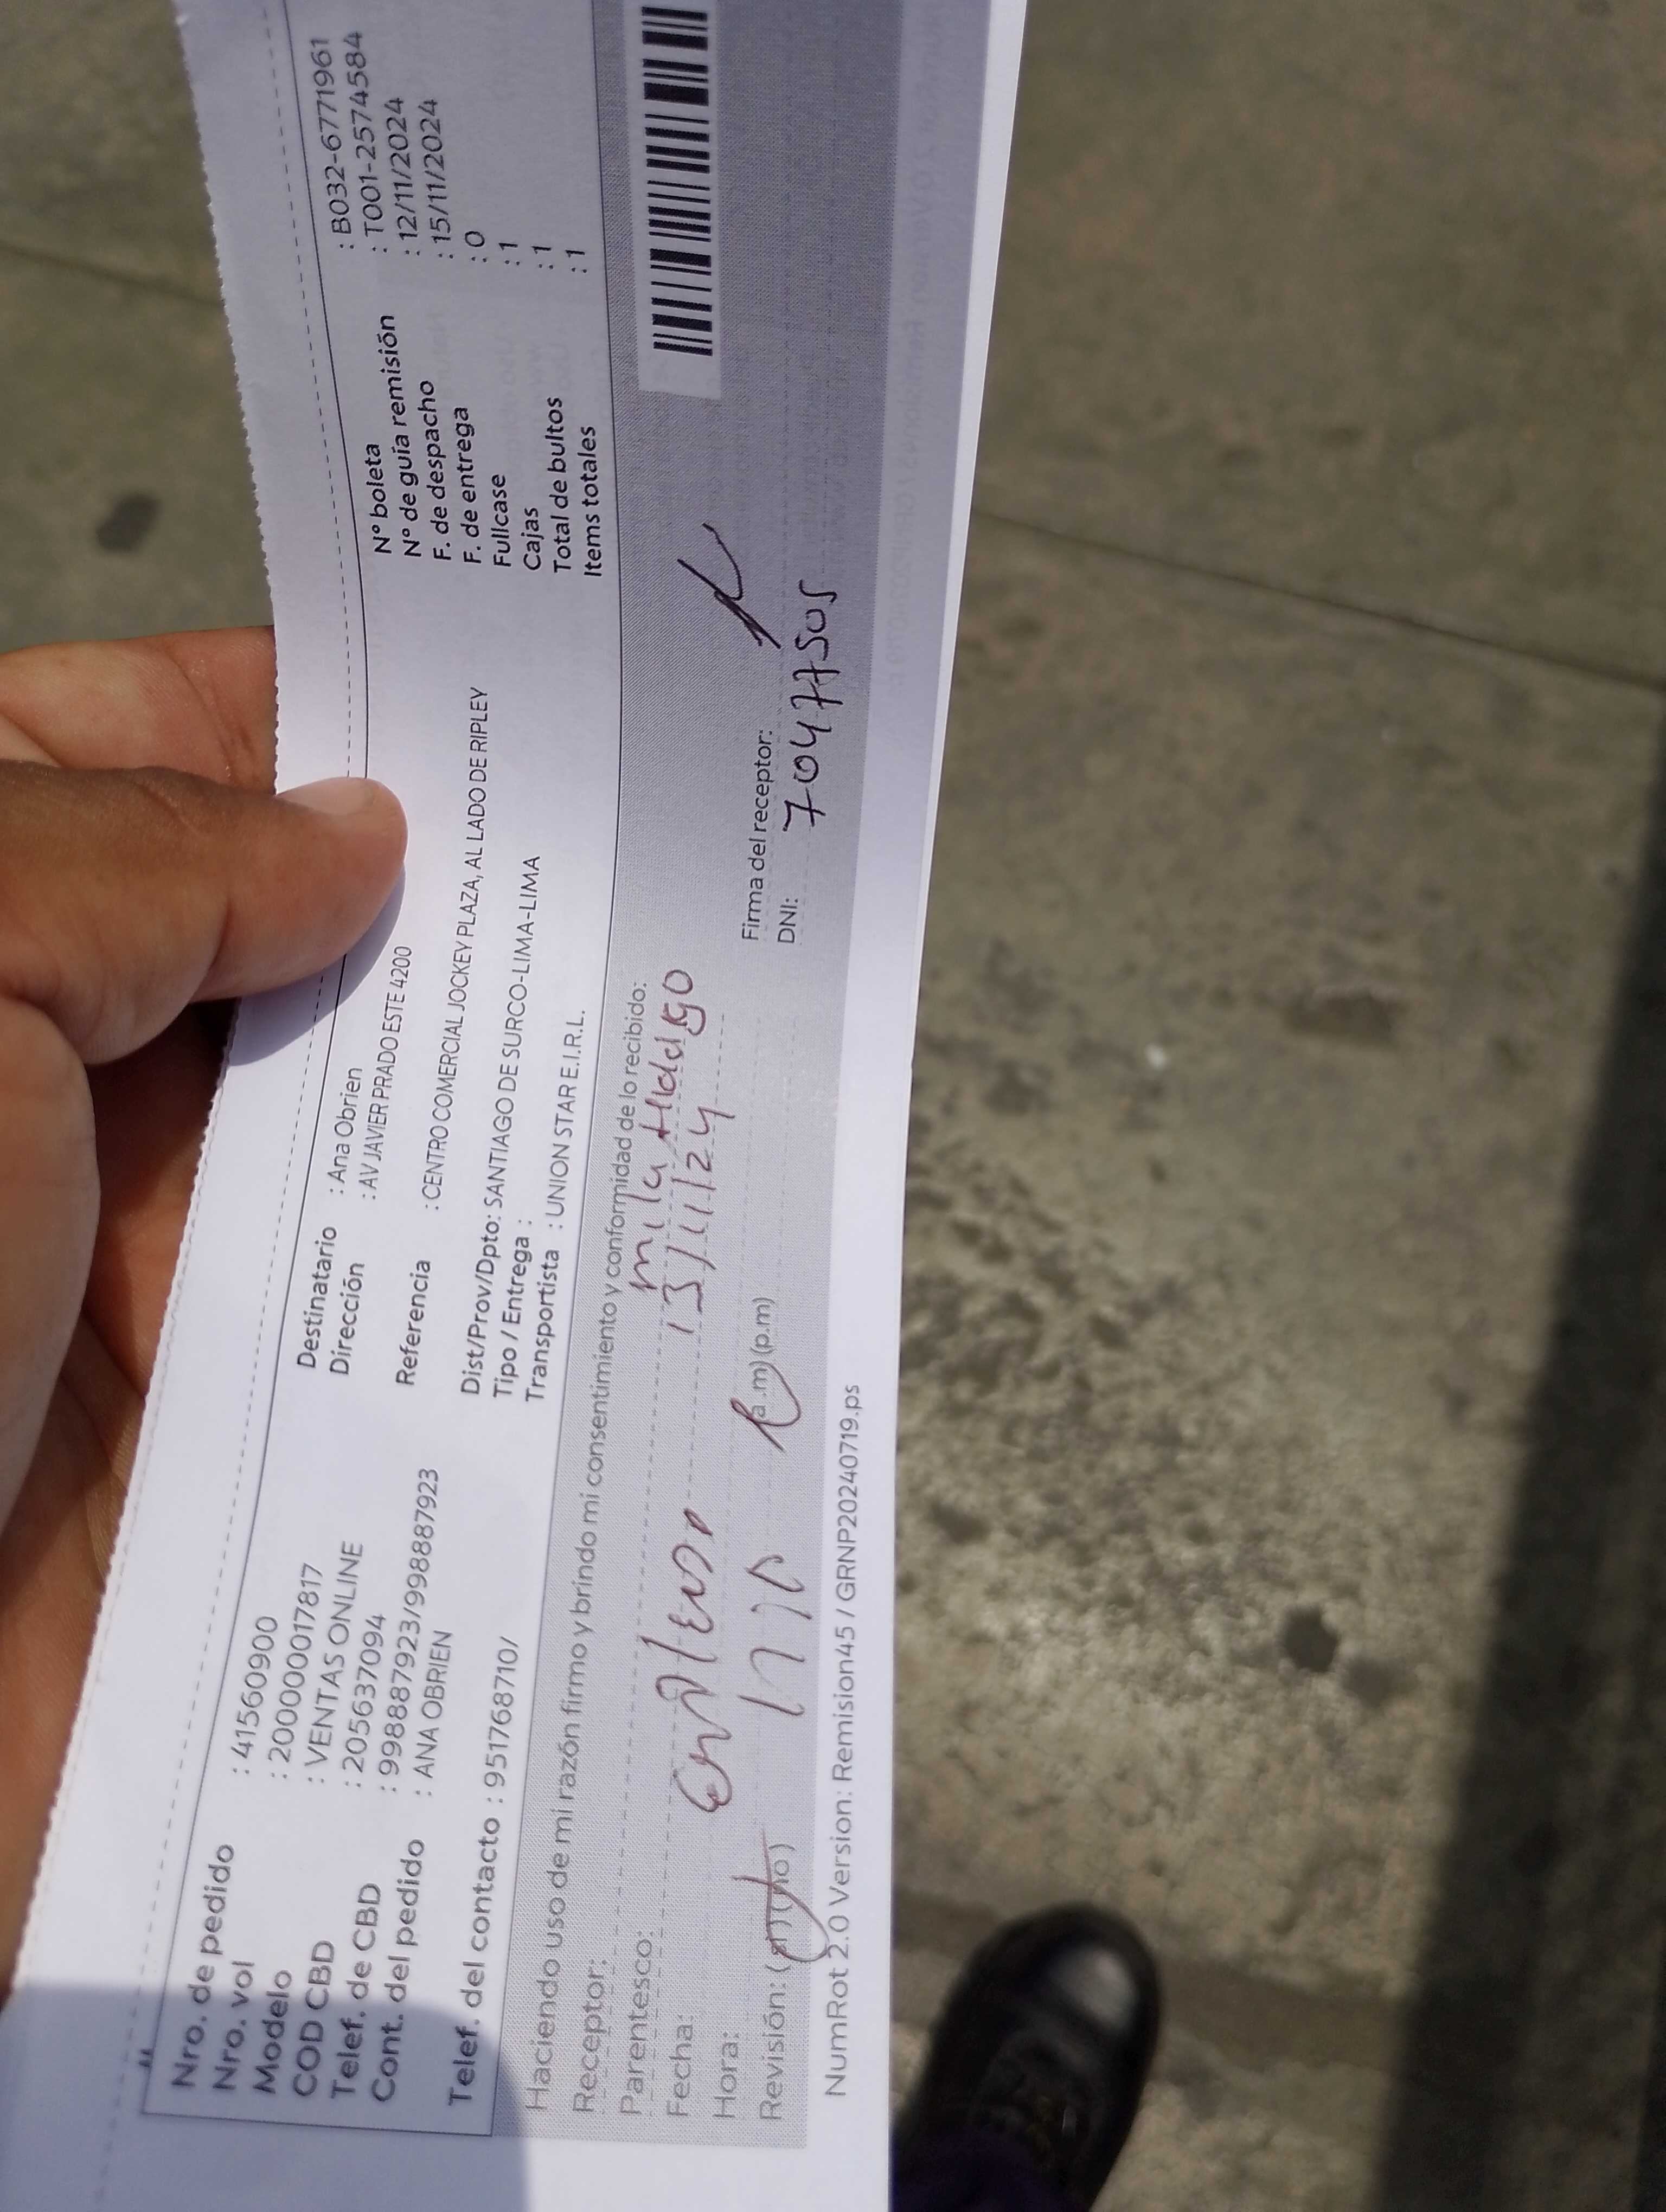 Nro. de pedido : 41560900
Nro. vol : 2000000017817
Modelo : VENTAS ONLINE
COD CBD : 20563709​4
Telef. de CBD : 998887923/998887923
Cont. del pedido : ANA OBRIEN
Telef. del contacto : 951768710/
Destinatario : Ana Obrien
Dirección : AV JAVIER PRADO ESTE 4200
Referencia : CENTRO COMERCIAL JOCKEY PLAZA, AL LADO DE RIPLEY
Dist/Prov/Dpto: SANTIAGO DE SURCO-LIMA-LIMA
Tipo / Entrega :
Transportista : UNION STAR E.I.R.L.
N° boleta : B032-6771961
N° de guía remisión : T001-2574584
F. de despacho : 12/11/2024
F. de entrega : 15/11/2024
Fullcase : 0
Cajas : 1
Total de bultos : 1
Items totales : 1
Haciendo uso de mi razón firmo y brindo mi consentimiento y conformidad de lo recibido:
Receptor: Mila Hidalgo
Parentesco:
Fecha: 13/11/24
Hora: (a.m) (p.m)
Revisión:
Firma del receptor:
DNI: 70477505
NumRot 2.0 Version: Remision45 / GRNP20240719.ps